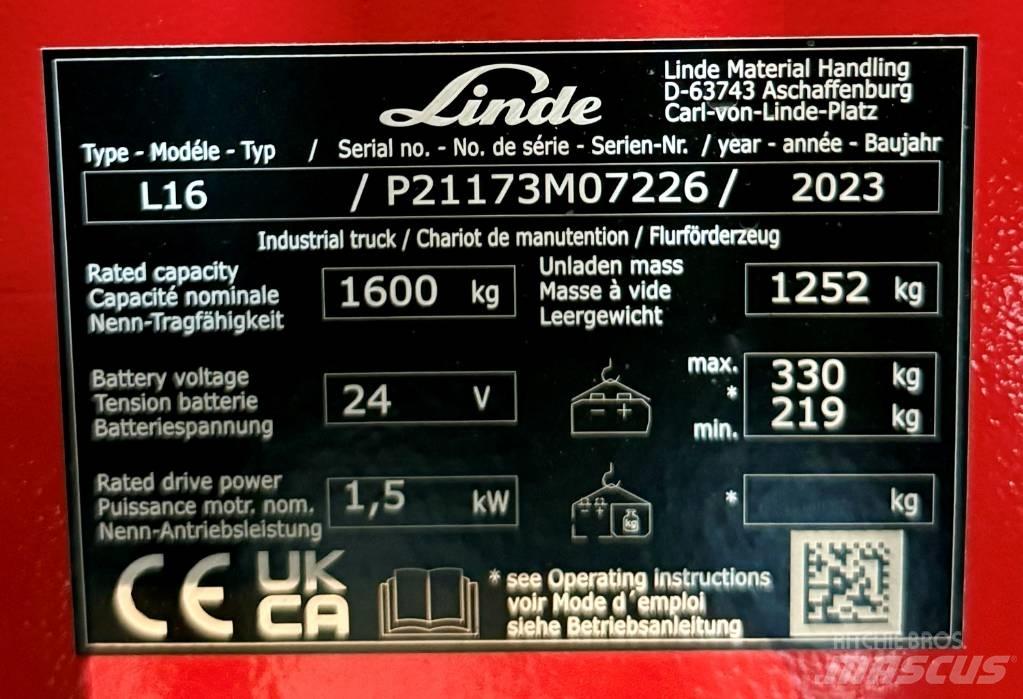 Linde
Linde Material Handling
D-63743 Aschaffenburg
Carl-von-Linde-Platz
Type - Modéle - Typ / Serial no. - No. de série - Serien-Nr. / year - année - Baujahr
L16 / P21173M07226 / 2023
Industrial truck / Chariot de manutention / Flurförderzeug
Rated capacity
Capacité nominale
Nenn-Tragfähigkeit
1600 kg
Unladen mass
Masse à vide
Leergewicht
1252 kg
Battery voltage
Tension batterie
Batteriespannung
24 V
- +
max. 330 kg
*
min. 219 kg
Rated drive power
Puissance motr. nom.
Nenn-Antriebsleistung
1,5 kW
kg
* kg
CE UK
CA
* see Operating instructions
voir Mode d´emploi
siehe Betriebsanleitung
RITCHIE BROS.
MASCUS